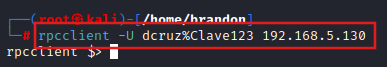 ┌──(root㉿kali)-[/home/brandon]
└─# rpcclient -U dcruz%Clave123 192.168.5.130
rpcclient $>